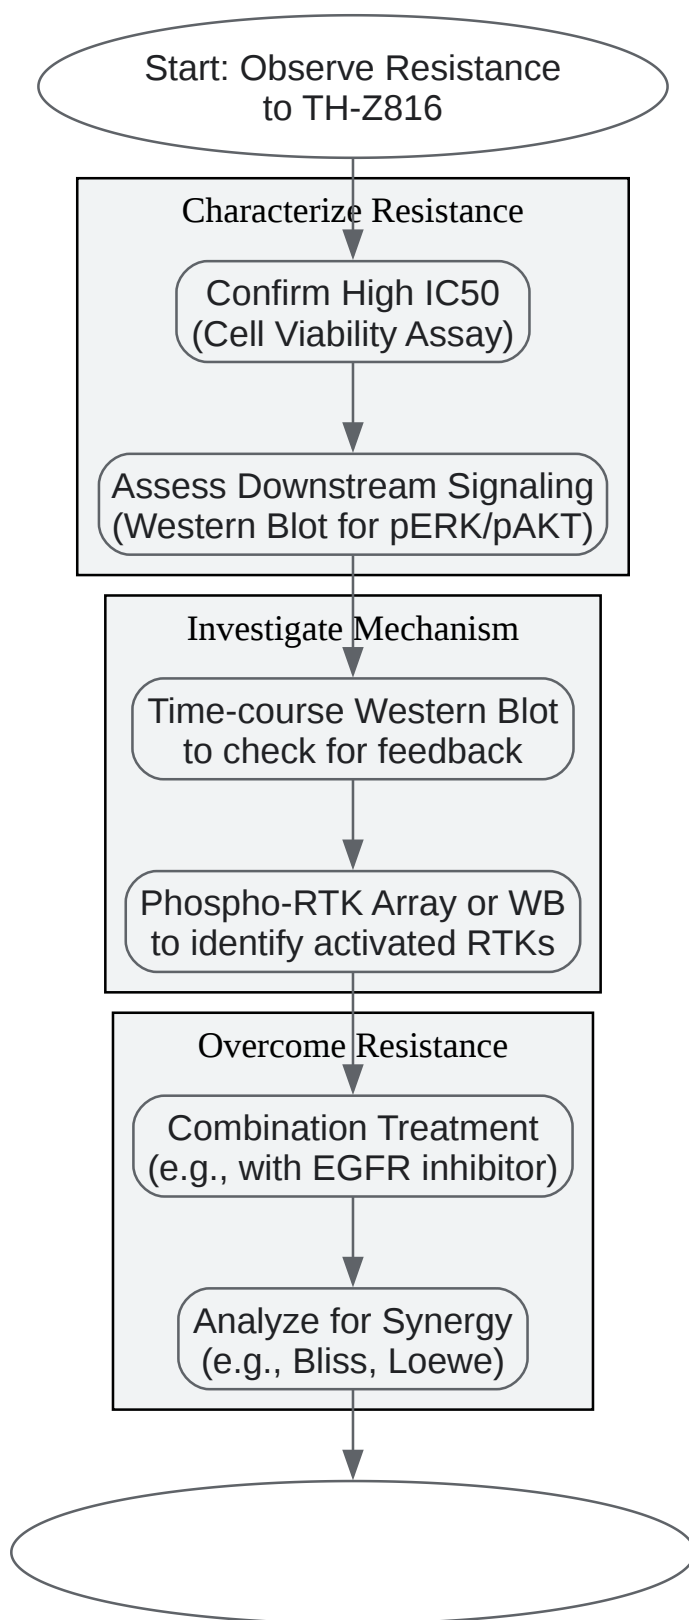 Start: Observe Resistance
to TH-Z816
Characterize Resistance
Confirm High IC50
(Cell Viability Assay)
Assess Downstream Signaling
(Western Blot for pERK/pAKT)
Investigate Mechanism
Time-course Western Blot
to check for feedback
Phospho-RTK Array or WB
to identify activated RTKs
Overcome Resistance
Combination Treatment
(e.g., with EGFR inhibitor)
Analyze for Synergy
(e.g., Bliss, Loewe)